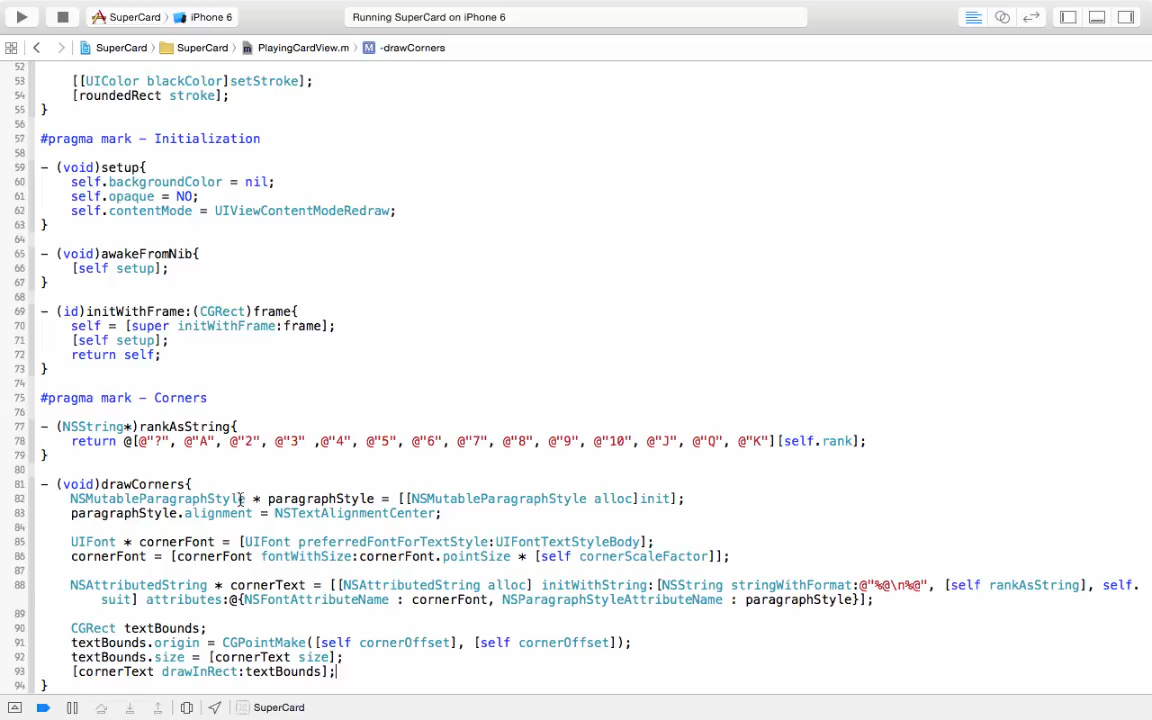 SuperCard iPhone 6 Running SuperCard on iPhone 6
SuperCard SuperCard PlayingCardView.m M -drawCorners
52
53 [[UIColor blackColor]setStroke];
54 [roundedRect stroke];
55 }
56
57 #pragma mark - Initialization
58
59 - (void)setup{
60 self.backgroundColor = nil;
61 self.opaque = NO;
62 self.contentMode = UIViewContentModeRedraw;
63 }
64
65 - (void)awakeFromNib{
66 [self setup];
67 }
68
69 - (id)initWithFrame:(CGRect)frame{
70 self = [super initWithFrame:frame];
71 [self setup];
72 return self;
73 }
74
75 #pragma mark - Corners
76
77 - (NSString*)rankAsString{
78 return @[@"?", @"A", @"2", @"3" ,@"4", @"5", @"6", @"7", @"8", @"9", @"10", @"J", @"Q", @"K"][self.rank];
79 }
80
81 - (void)drawCorners{
82 NSMutableParagraphStyle * paragraphStyle = [[NSMutableParagraphStyle alloc]init];
83 paragraphStyle.alignment = NSTextAlignmentCenter;
84
85 UIFont * cornerFont = [UIFont preferredFontForTextStyle:UIFontTextStyleBody];
86 cornerFont = [cornerFont fontWithSize:cornerFont.pointSize * [self cornerScaleFactor]];
87
88 NSAttributedString * cornerText = [[NSAttributedString alloc] initWithString:[NSString stringWithFormat:@"%@\n%@", [self rankAsString], self.
suit] attributes:@{NSFontAttributeName : cornerFont, NSParagraphStyleAttributeName : paragraphStyle}];
89
90 CGRect textBounds;
91 textBounds.origin = CGPointMake([self cornerOffset], [self cornerOffset]);
92 textBounds.size = [cornerText size];
93 [cornerText drawInRect:textBounds];
94 }
SuperCard